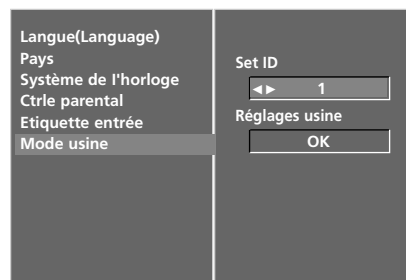 Langue(Language)
Pays
Système de l'horloge
Ctrle parental
Etiquette entrée
Mode usine
Set ID
◄► 1
Réglages usine
OK